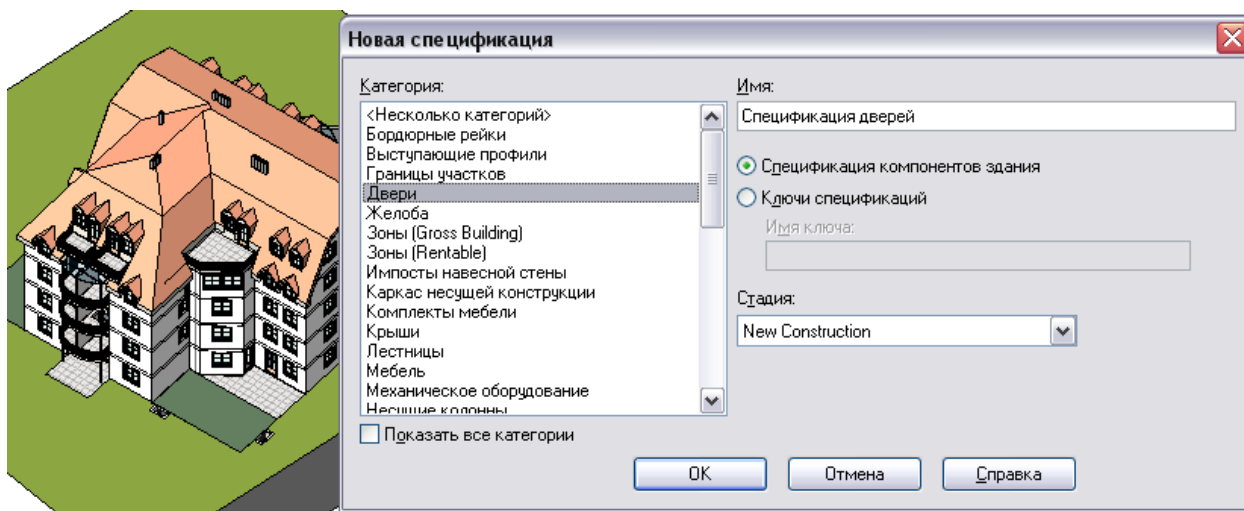 Новая спецификация
Категория:
<Несколько категорий>
Бордюрные рейки
Выступающие профили
Границы участков
Двери
Желоба
Зоны (Gross Building)
Зоны (Rentable)
Импосты навесной стены
Каркас несущей конструкции
Комплекты мебели
Крыши
Лестницы
Мебель
Механическое оборудование
Несущие колонны
Показать все категории
Имя:
Спецификация дверей
Спецификация компонентов здания
Ключи спецификаций
Имя ключа:
Стадия:
New Construction
OK
Отмена
Справка